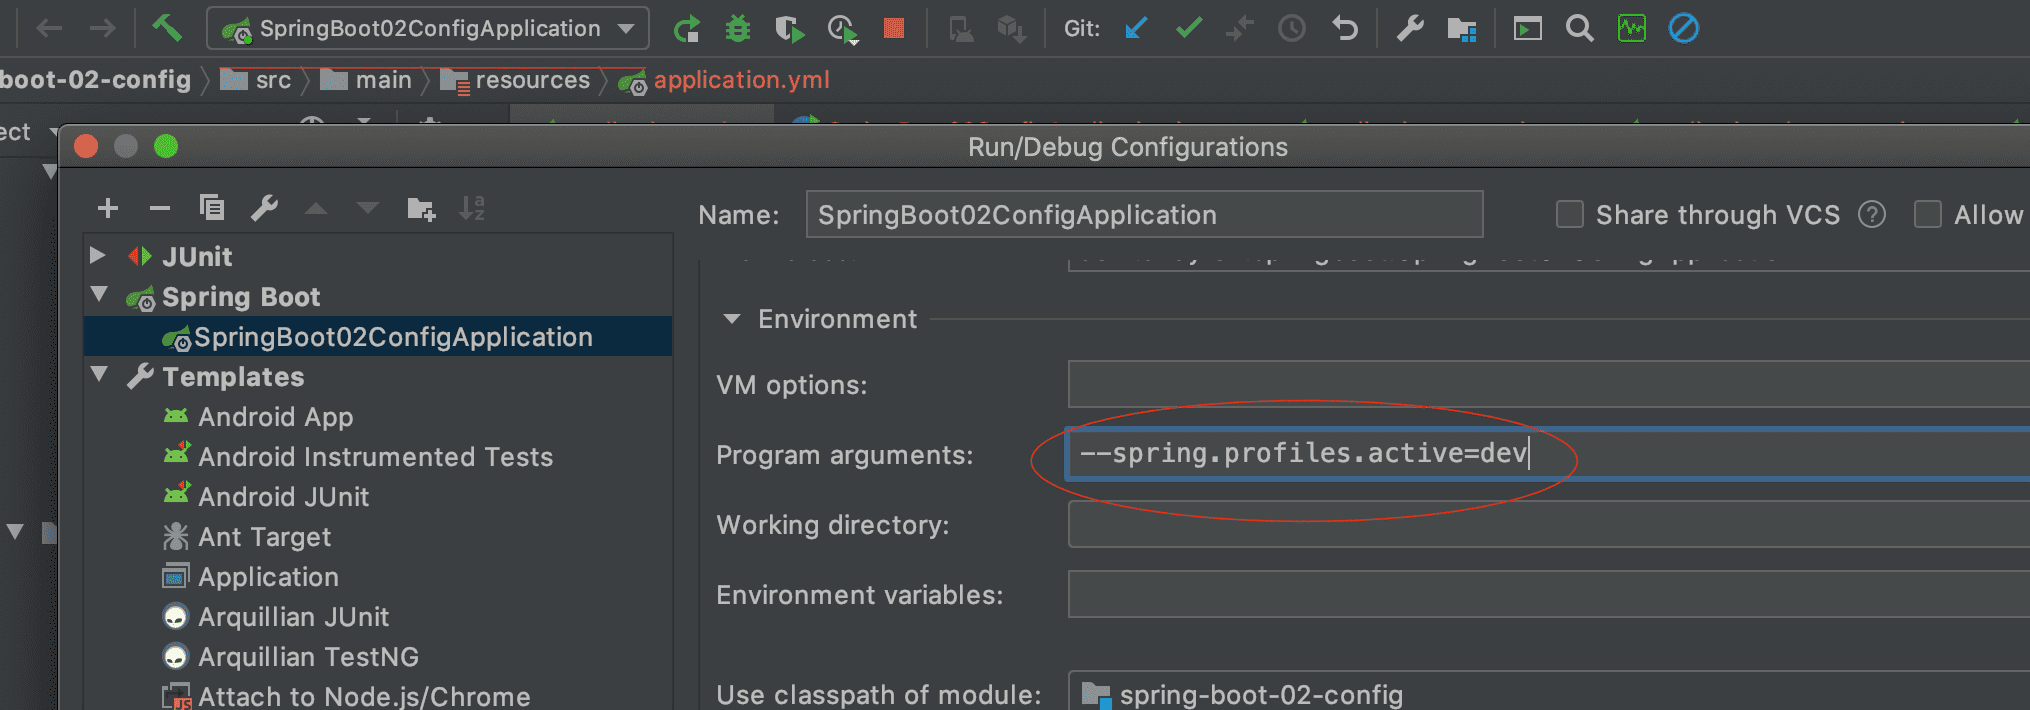 SpringBoot02ConfigApplication Git:
boot-02-config src main resources application.yml
ect
Run/Debug Configurations
Name: SpringBoot02ConfigApplication Share through VCS Allow
JUnit
Spring Boot
SpringBoot02ConfigApplication
Templates
Android App
Android Instrumented Tests
Android JUnit
Ant Target
Application
Arquillian JUnit
Arquillian TestNG
Attach to Node.js/Chrome
Environment
VM options:
Program arguments: --spring.profiles.active=dev
Working directory:
Environment variables:
Use classpath of module: spring-boot-02-config